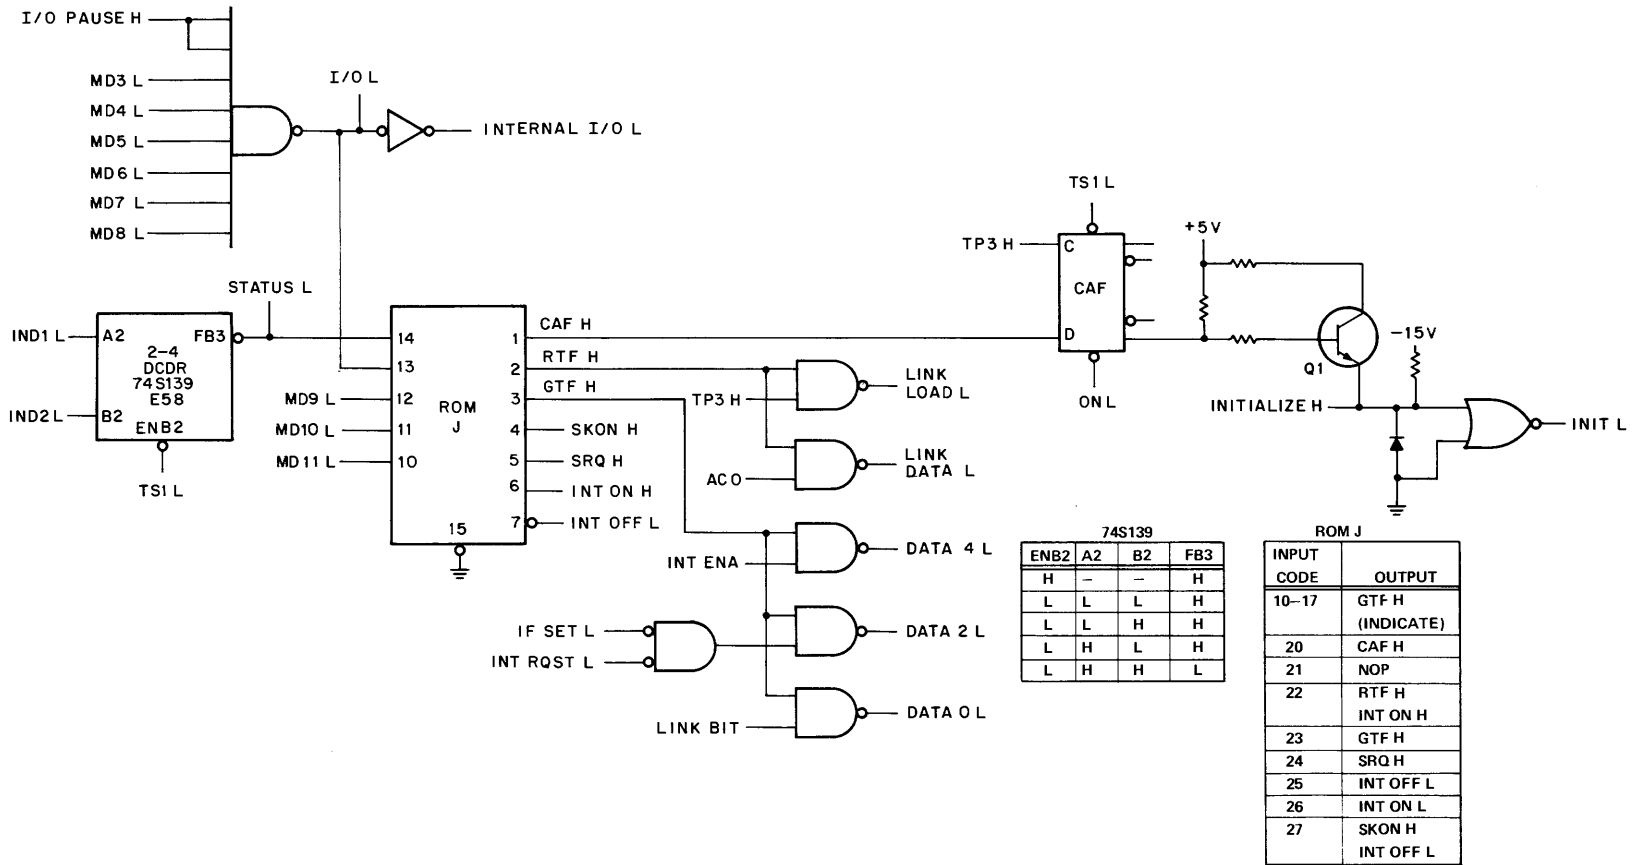 I/O PAUSE H
MD3 L
MD4 L
MD5 L
MD6 L
MD7 L
MD8 L
I/O L
INTERNAL I/O L
STATUS L
IND1 L
A2
FB3
2-4
DCDR
74S139
E58
IND2 L
B2
ENB2
TS1 L
14
13
MD9 L
12
MD10 L
11
MD11 L
10
ROM
J
15
1
2
3
4
5
6
7
CAF H
RTF H
GTF H
SKON H
SRQ H
INT ON H
INT OFF L
TP3 H
LINK
LOAD L
AC0
LINK
DATA L
INT ENA
DATA 4 L
IF SET L
INT RQST L
DATA 2 L
LINK BIT
DATA 0 L
TS1 L
TP3 H
C
CAF
D
ON L
+5V
Q1
-15V
INITIALIZE H
INIT L
74S139
ENB2 A2 B2 FB3
H – – H
L L L H
L L H H
L H L H
L H H L
ROM J
INPUT
CODE OUTPUT
10–17 GTF H
(INDICATE)
20 CAF H
21 NOP
22 RTF H
INT ON H
23 GTF H
24 SRQ H
25 INT OFF L
26 INT ON L
27 SKON H
INT OFF L